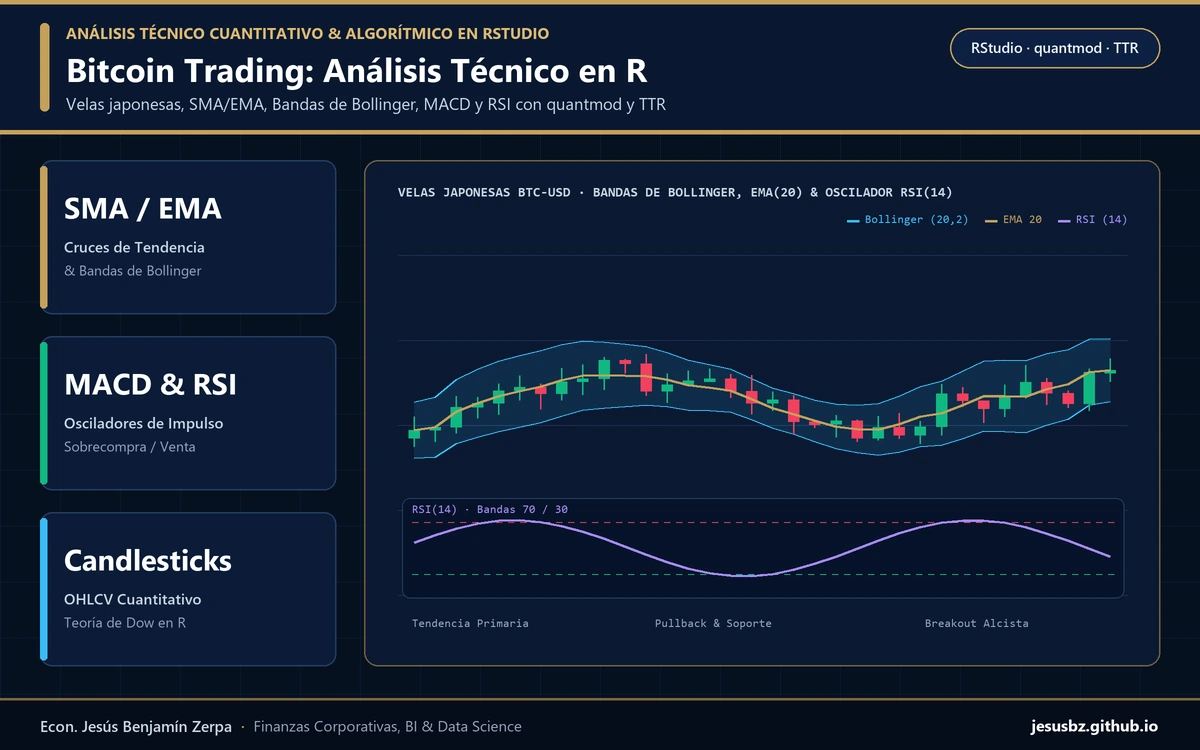 ANÁLISIS TÉCNICO CUANTITATIVO & ALGORÍTMICO EN RSTUDIO
Bitcoin Trading: Análisis Técnico en R
Velas japonesas, SMA/EMA, Bandas de Bollinger, MACD y RSI con quantmod y TTR
RStudio · quantmod · TTR
SMA / EMA
Cruces de Tendencia
& Bandas de Bollinger
MACD & RSI
Osciladores de Impulso
Sobrecompra / Venta
Candlesticks
OHLCV Cuantitativo
Teoría de Dow en R
VELAS JAPONESAS BTC-USD · BANDAS DE BOLLINGER, EMA(20) & OSCILADOR RSI(14)
Bollinger (20,2) EMA 20 RSI (14)
RSI(14) · Bandas 70 / 30
Tendencia Primaria Pullback & Soporte Breakout Alcista
Econ. Jesús Benjamín Zerpa · Finanzas Corporativas, BI & Data Science
jesusbz.github.io